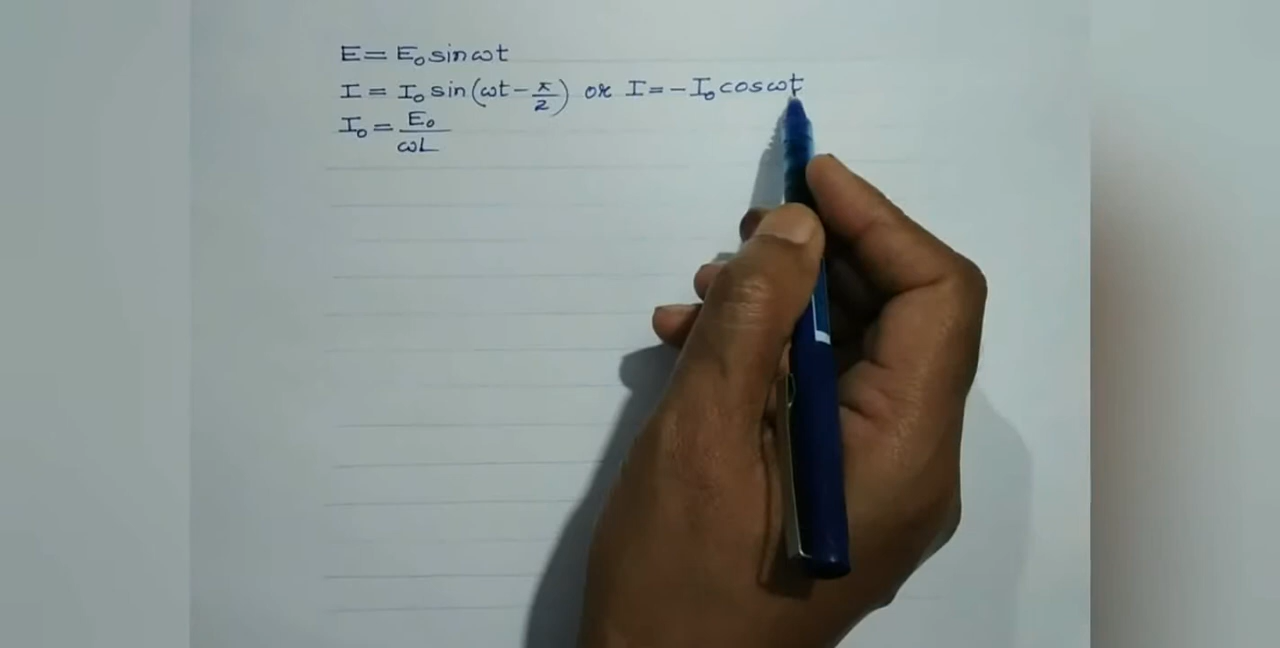 E = E₀ sin ωt
I = I₀ sin(ωt - π/2) or I = -I₀ cos ωt
I₀ = E₀/ωL